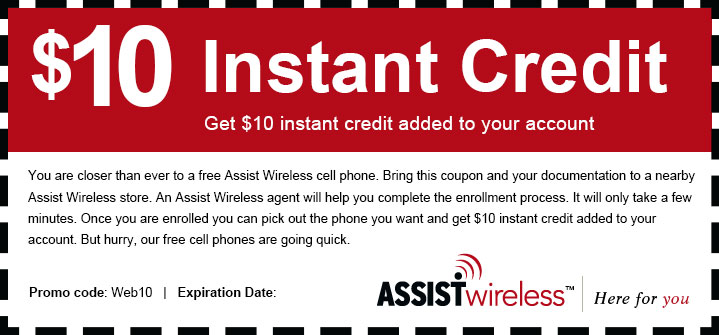 $10 Instant Credit
Get $10 instant credit added to your account
You are closer than ever to a free Assist Wireless cell phone. Bring this coupon and your documentation to a nearby
Assist Wireless store. An Assist Wireless agent will help you complete the enrollment process. It will only take a few
minutes. Once you are enrolled you can pick out the phone you want and get $10 instant credit added to your
account. But hurry, our free cell phones are going quick.
Promo code: Web10 | Expiration Date:
ASSISTwireless™ Here for you